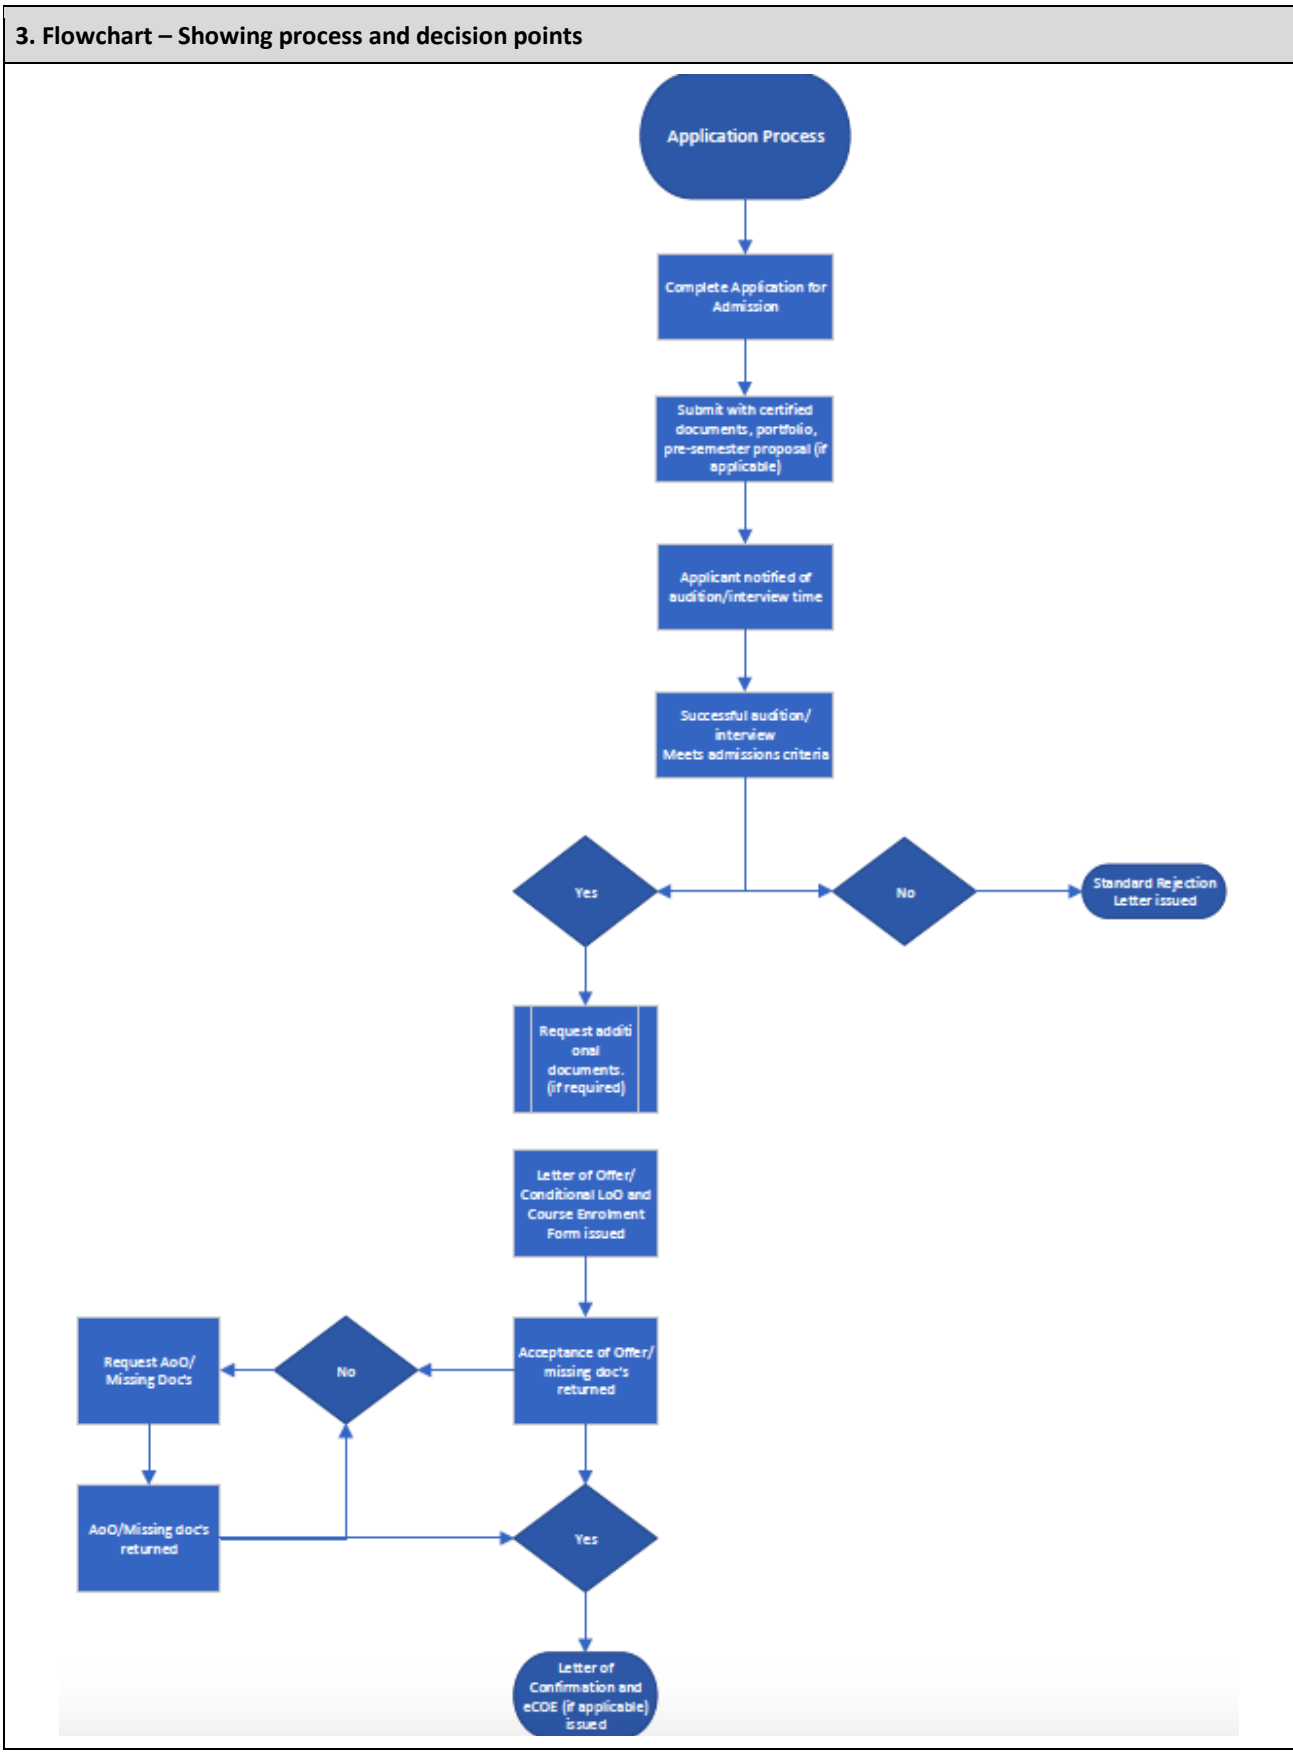 3. Flowchart – Showing process and decision points
Application Process
Complete Application for
Admission
Submit with certified
documents, portfolio,
pre-semester proposal (if
applicable)
Applicant notified of
audition/interview time
Successful audition/
interview
Meets admissions criteria
Yes
No
Standard Rejection
Letter issued
Request additi
onal
documents.
(if required)
Letter of Offer/
Conditional LoO and
Course Enrolment
Form issued
Request AoO/
Missing Doc's
No
Acceptance of Offer/
missing doc's
returned
AoO/Missing doc's
returned
Yes
Letter of
Confirmation and
eCOE (if applicable)
issued